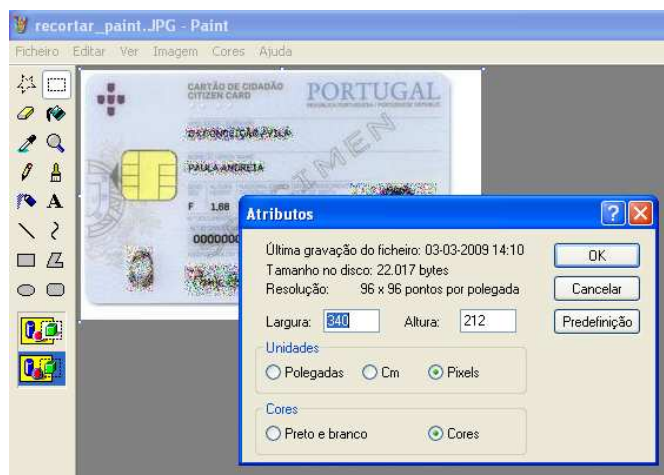 recortar_paint.JPG - Paint
Ficheiro Editar Ver Imagem Cores Ajuda
CARTÃO DE CIDADÃO
CITIZEN CARD
PORTUGAL
PAULA ANDREIA
SPECIMEN
F 1,68
Atributos
Última gravação do ficheiro: 03-03-2009 14:10
Tamanho no disco: 22.017 bytes
Resolução: 96 x 96 pontos por polegada
Largura: 340 Altura: 212
Unidades
Polegadas Cm Pixels
Cores
Preto e branco Cores
OK
Cancelar
Predefinição